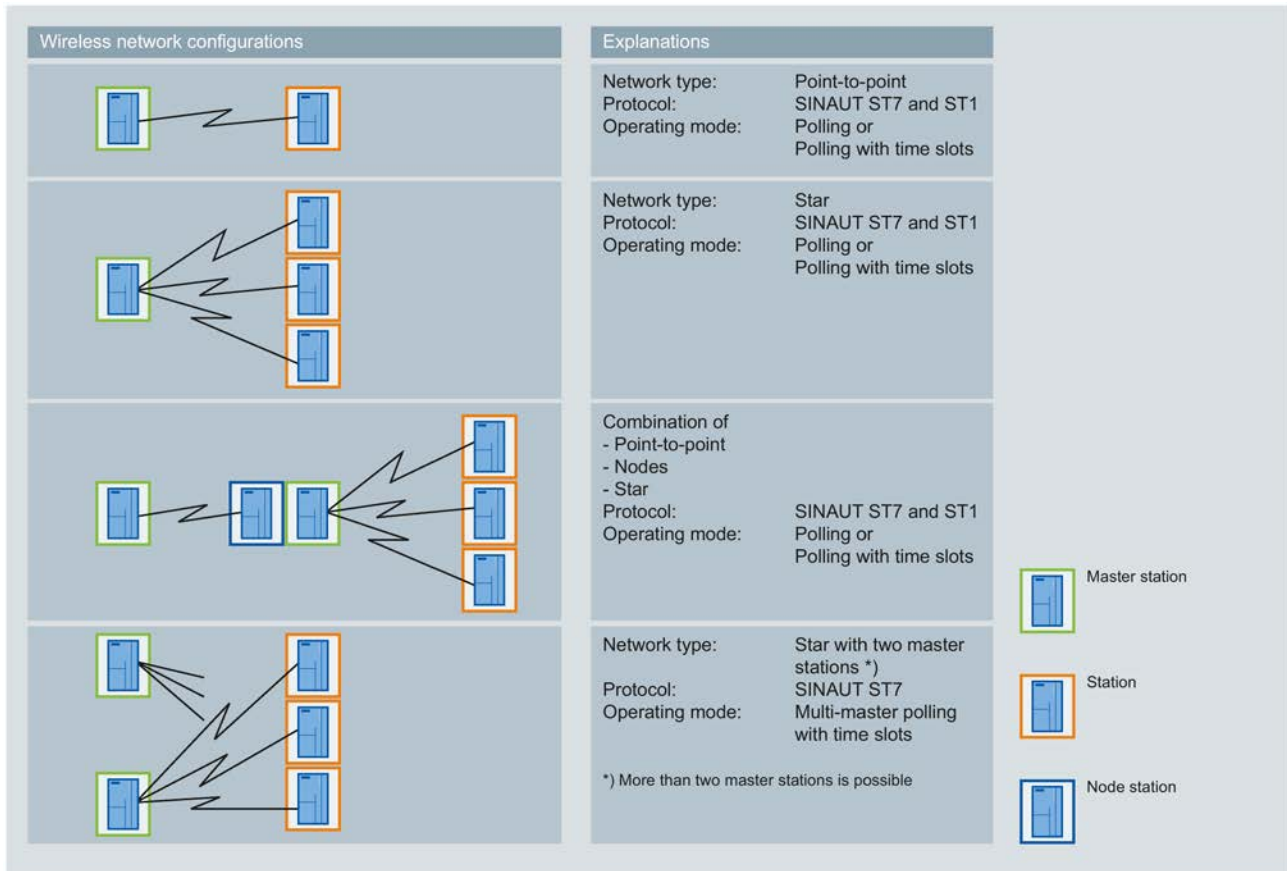 Wireless network configurations
Explanations
Network type: Point-to-point
Protocol: SINAUT ST7 and ST1
Operating mode: Polling or
Polling with time slots
Network type: Star
Protocol: SINAUT ST7 and ST1
Operating mode: Polling or
Polling with time slots
Combination of
- Point-to-point
- Nodes
- Star
Protocol: SINAUT ST7 and ST1
Operating mode: Polling or
Polling with time slots
Network type: Star with two master
stations *)
Protocol: SINAUT ST7
Operating mode: Multi-master polling
with time slots
*) More than two master stations is possible
Master station
Station
Node station